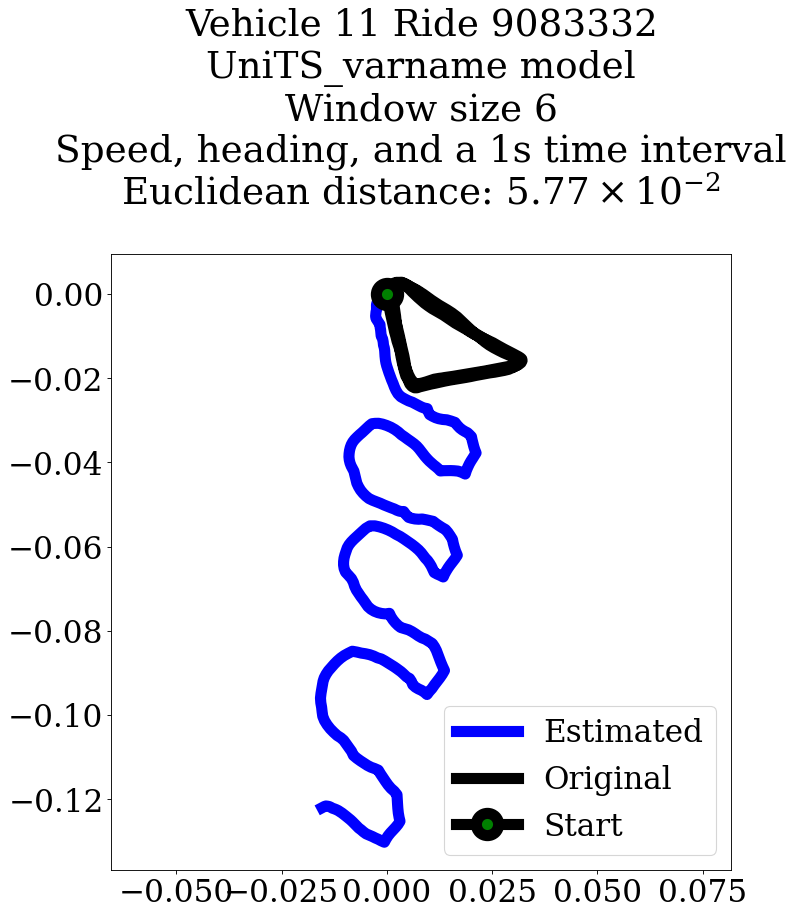 Vehicle 11 Ride 9083332
UniTS_varname model
Window size 6
Speed, heading, and a 1s time interval
Euclidean distance: 5.77 × 10⁻²
0.00
−0.02
−0.04
−0.06
−0.08
−0.10
−0.12
Estimated
Original
Start
−0.050 −0.025 0.000 0.025 0.050 0.075